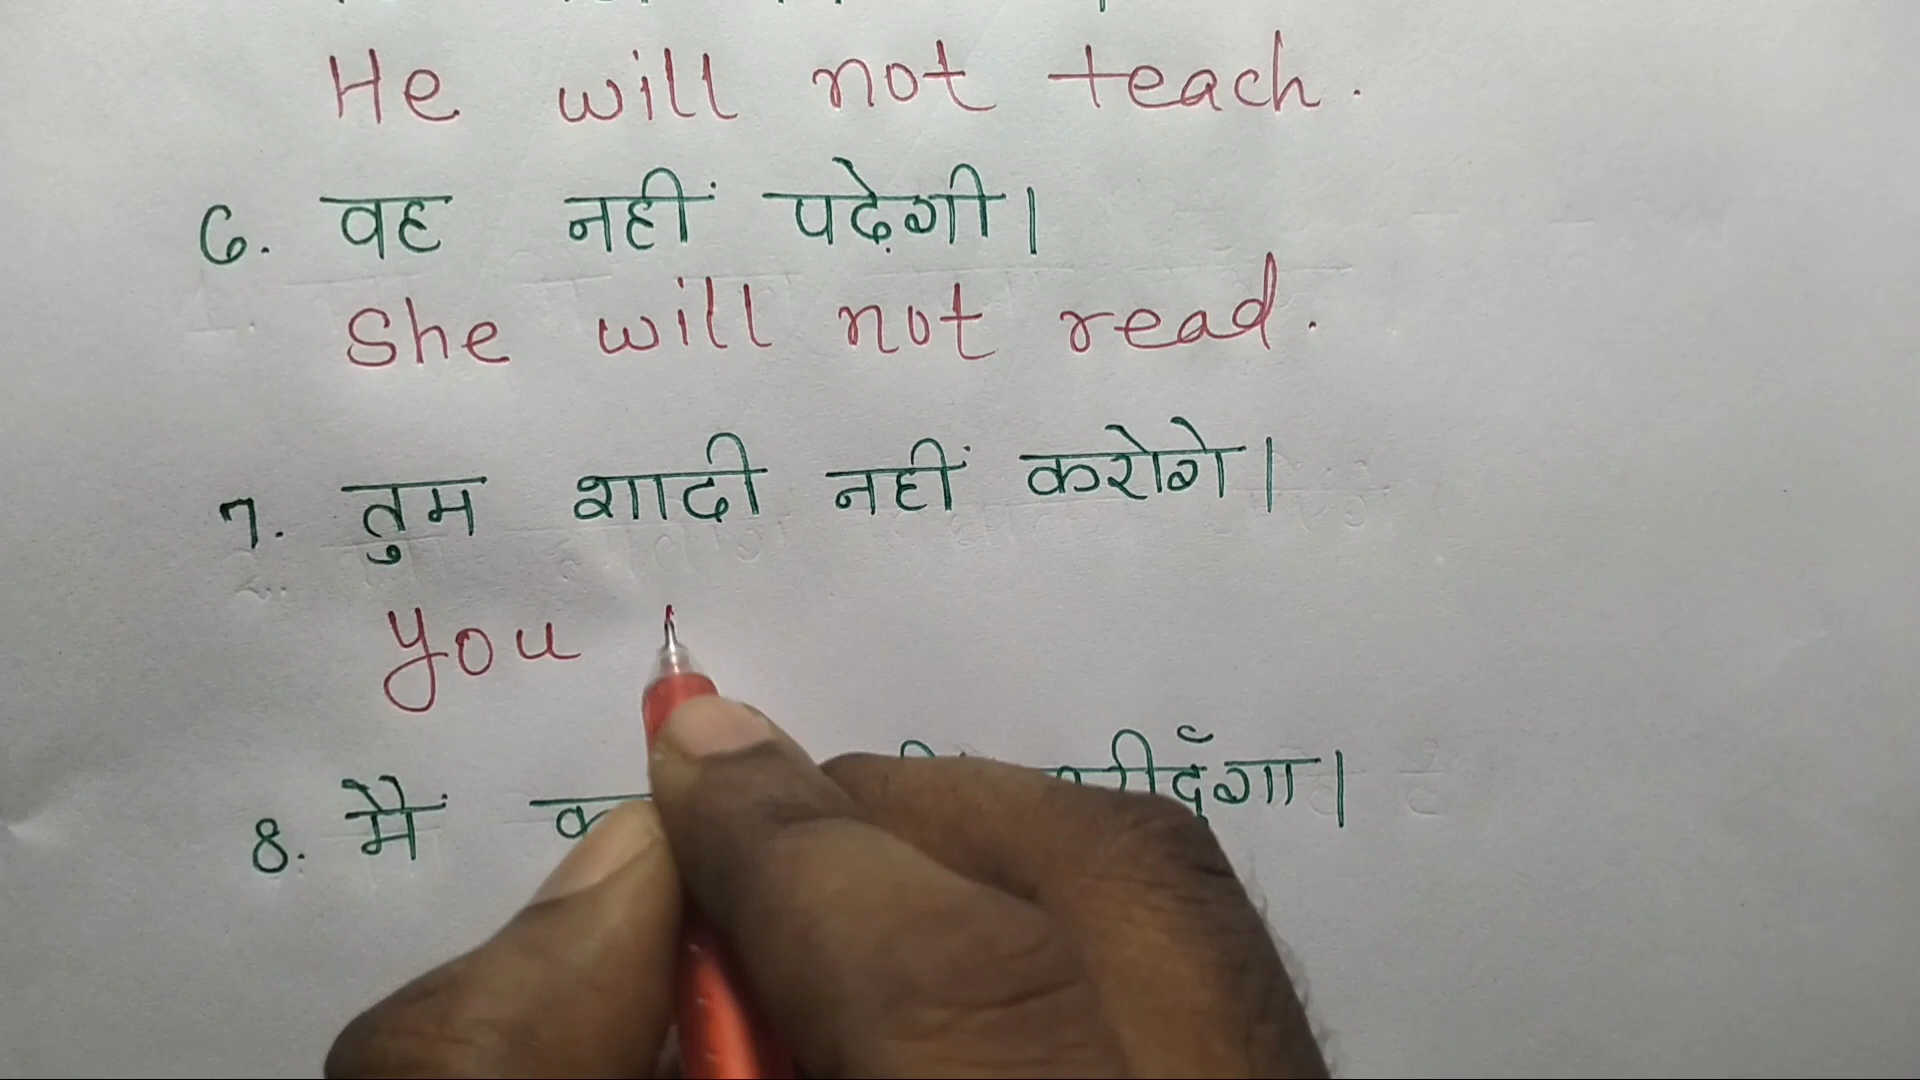 He will not teach.
6. वह नहीं पढ़ेगी।
She will not read.
7. तुम शादी नहीं करोगे।
you
8. मैं